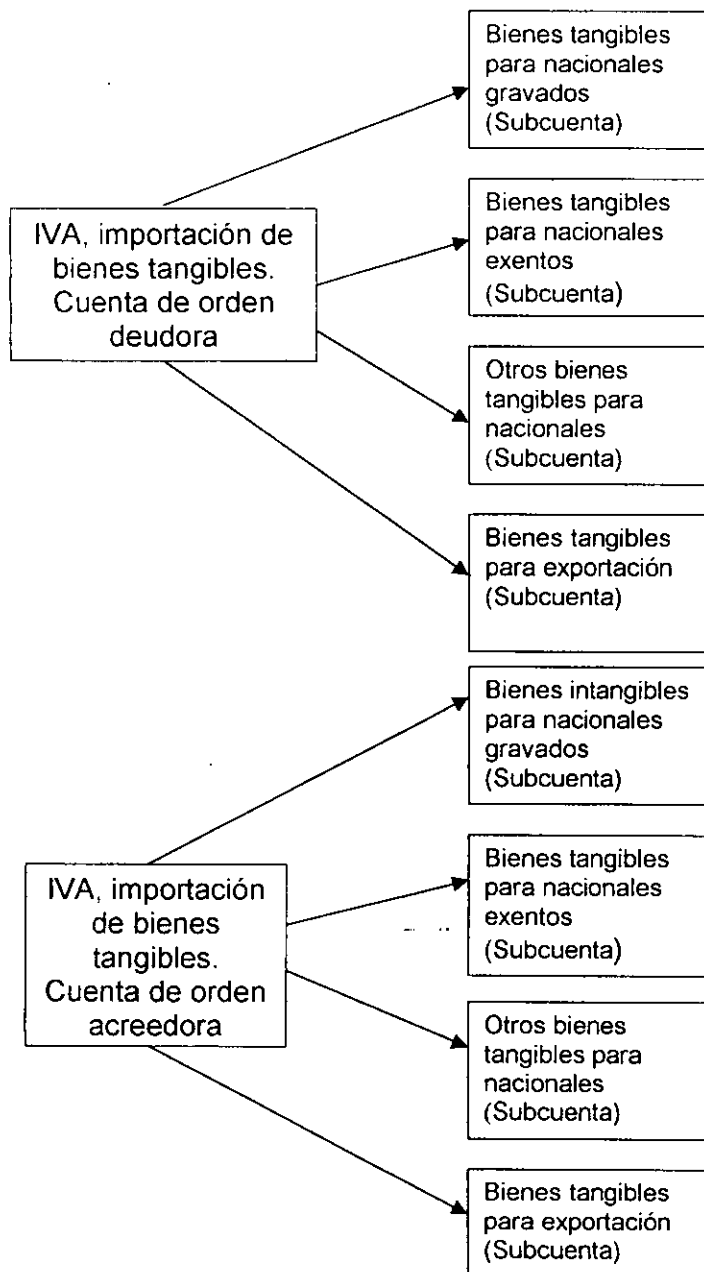 Bienes tangibles
para nacionales
gravados
(Subcuenta)
IVA, importación de
bienes tangibles.
Cuenta de orden
deudora
Bienes tangibles
para nacionales
exentos
(Subcuenta)
Otros bienes
tangibles para
nacionales
(Subcuenta)
Bienes tangibles
para exportación
(Subcuenta)
Bienes intangibles
para nacionales
gravados
(Subcuenta)
IVA, importación
de bienes
tangibles.
Cuenta de orden
acreedora
Bienes tangibles
para nacionales
exentos
(Subcuenta)
Otros bienes
tangibles para
nacionales
(Subcuenta)
Bienes tangibles
para exportación
(Subcuenta)